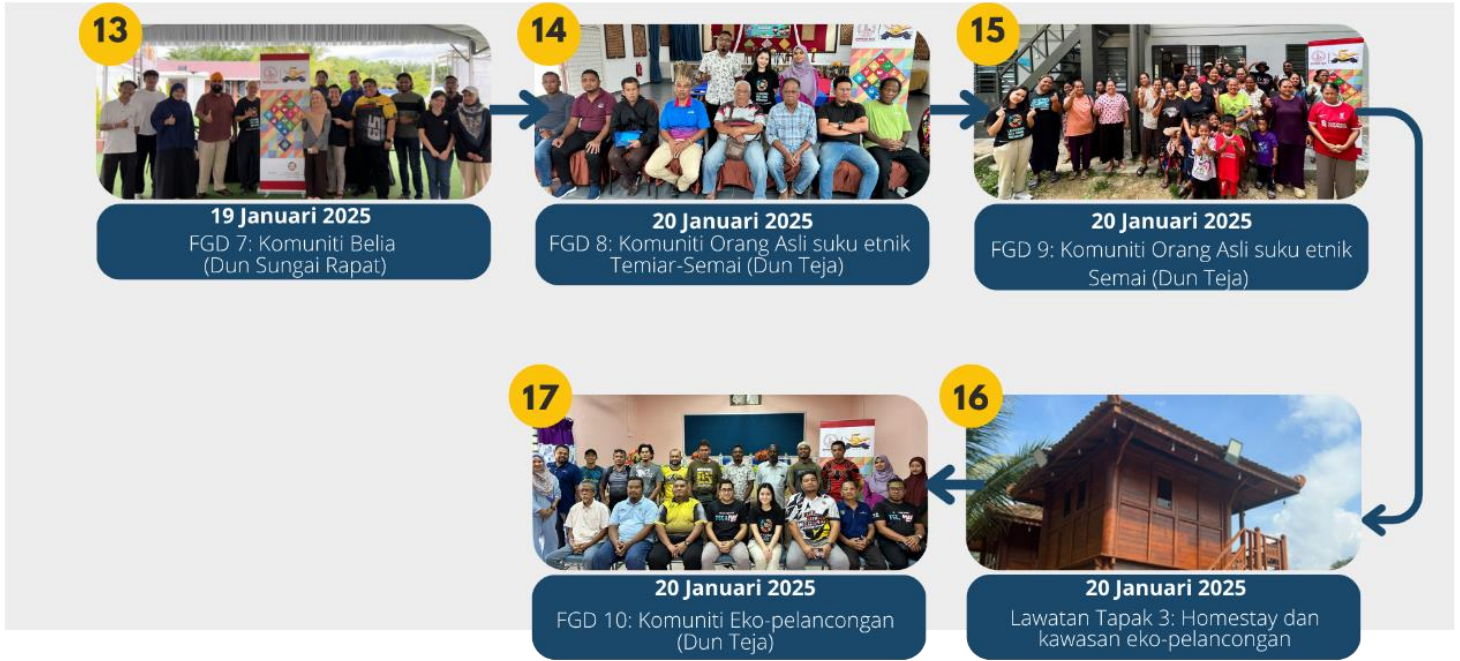 13
19 Januari 2025
FGD 7: Komuniti Belia
(Dun Sungai Rapat)
14
20 Januari 2025
FGD 8: Komuniti Orang Asli suku etnik
Temiar-Semai (Dun Teja)
15
20 Januari 2025
FGD 9: Komuniti Orang Asli suku etnik
Semai (Dun Teja)
16
20 Januari 2025
Lawatan Tapak 3: Homestay dan
kawasan eko-pelancongan
17
20 Januari 2025
FGD 10: Komuniti Eko-pelancongan
(Dun Teja)